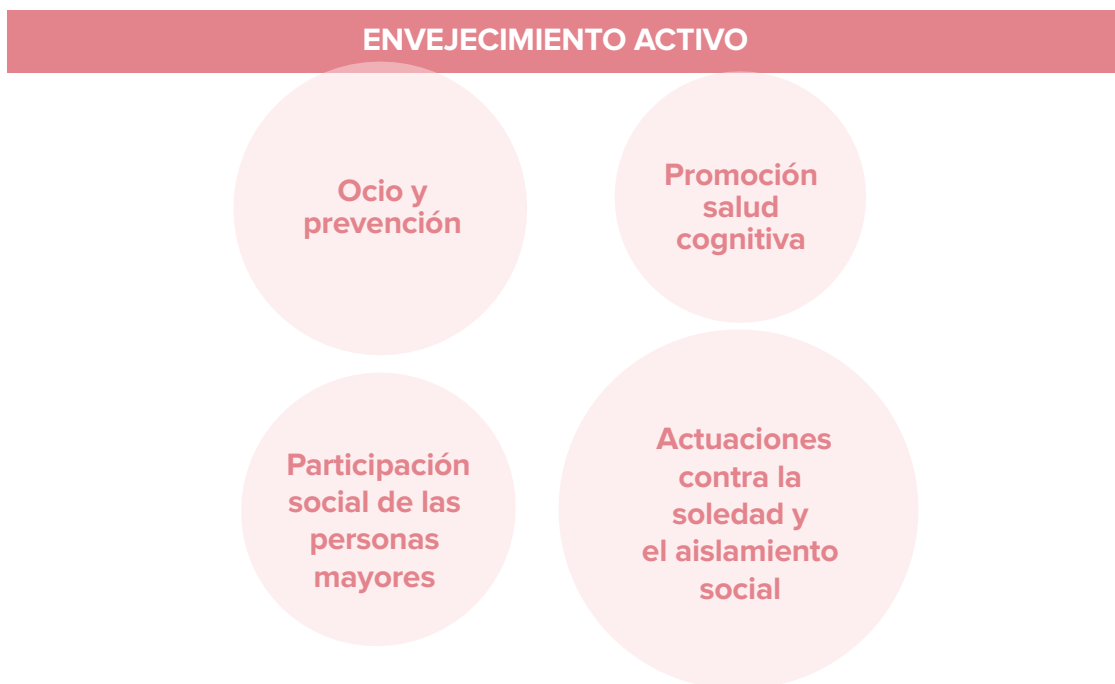 ENVEJECIMIENTO ACTIVO
Ocio y
prevención
Promoción
salud
cognitiva
Participación
social de las
personas
mayores
Actuaciones
contra la
soledad y
el aislamiento
social